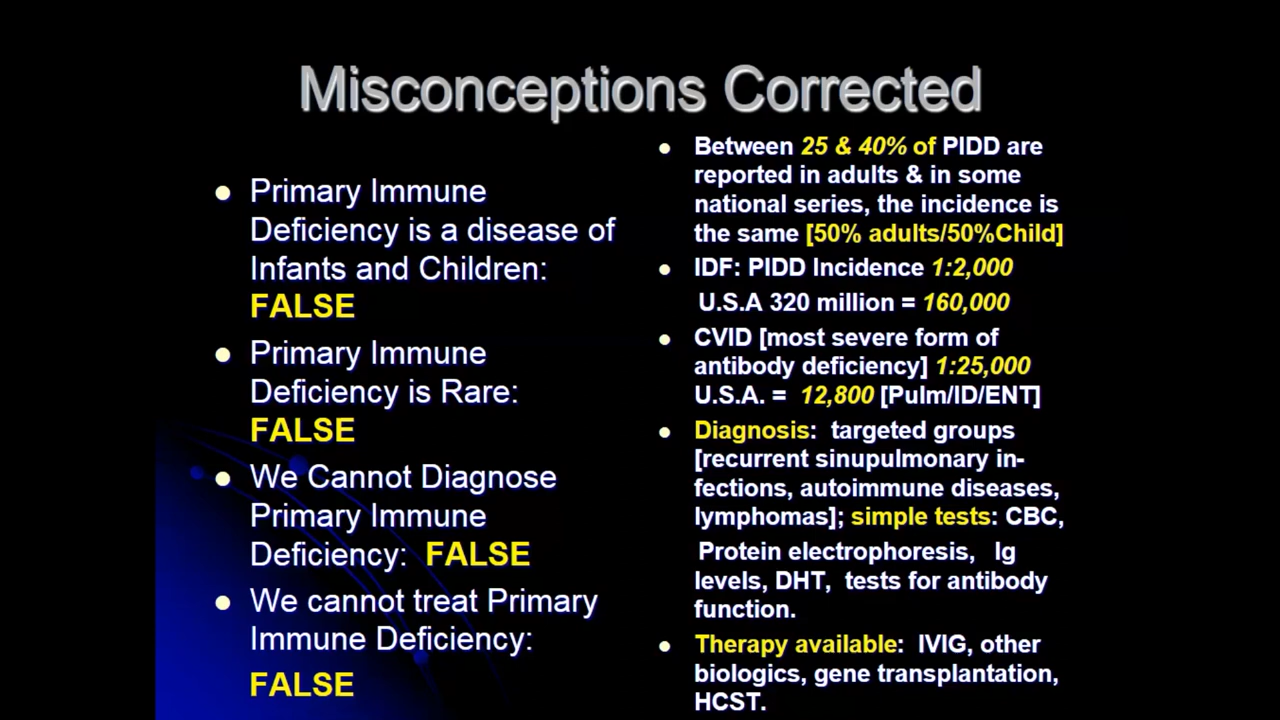 Misconceptions Corrected
Primary Immune
Deficiency is a disease of
Infants and Children:
FALSE
Primary Immune
Deficiency is Rare:
FALSE
We Cannot Diagnose
Primary Immune
Deficiency: FALSE
We cannot treat Primary
Immune Deficiency:
FALSE
Between 25 & 40% of PIDD are
reported in adults & in some
national series, the incidence is
the same [50% adults/50%Child]
IDF: PIDD Incidence 1:2,000
U.S.A 320 million = 160,000
CVID [most severe form of
antibody deficiency] 1:25,000
U.S.A. = 12,800 [Pulm/ID/ENT]
Diagnosis: targeted groups
[recurrent sinupulmonary in-
fections, autoimmune diseases,
lymphomas]; simple tests: CBC,
Protein electrophoresis, Ig
levels, DHT, tests for antibody
function.
Therapy available: IVIG, other
biologics, gene transplantation,
HCST.